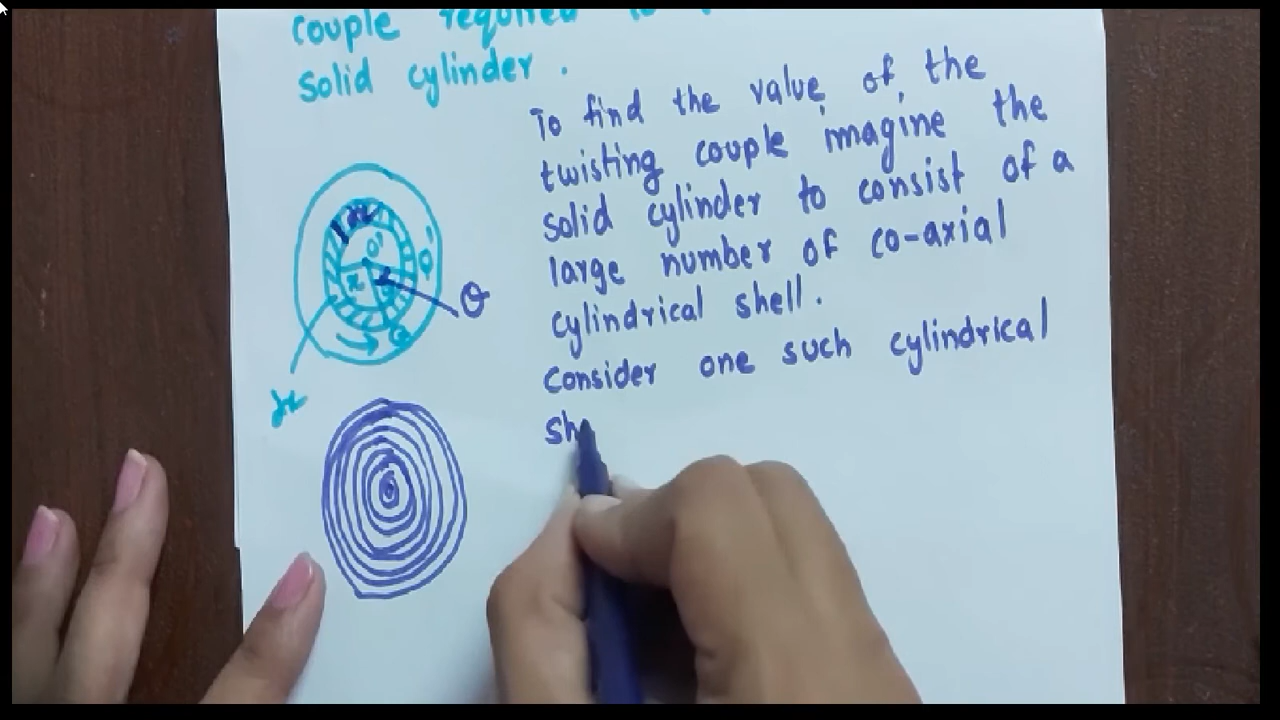 couple required to
solid cylinder.
To find the value of the
twisting couple imagine the
solid cylinder to consist of a
large number of co-axial
cylindrical shell.
Consider one such cylindrical
sh
O'
x
θ
dx